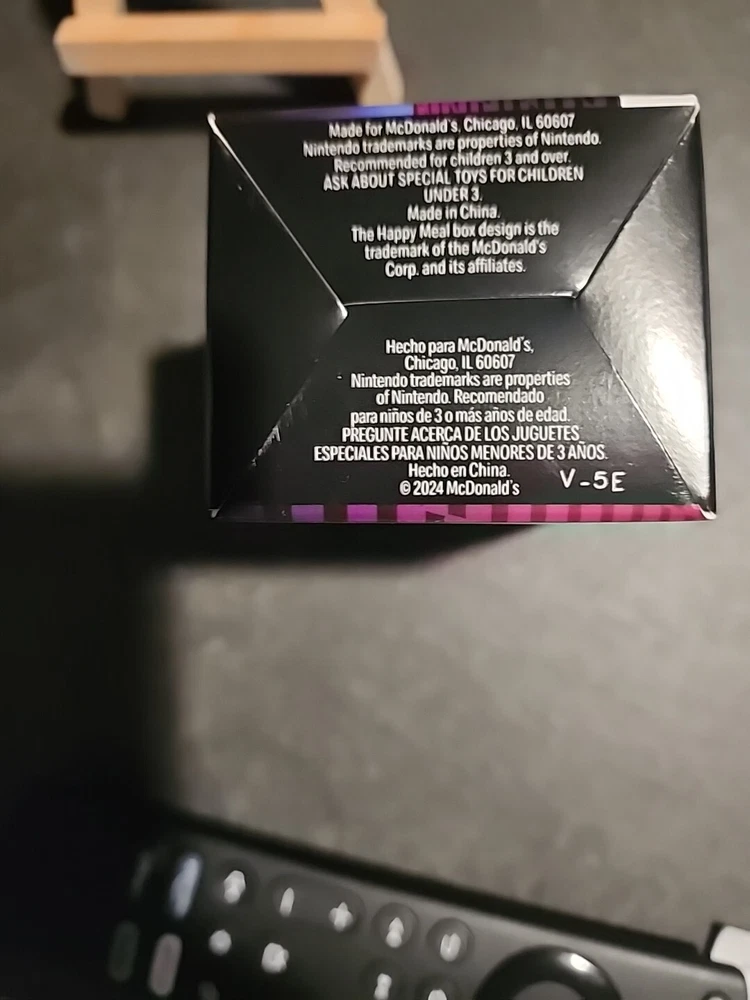 Made for McDonald's, Chicago, IL 60607
Nintendo trademarks are properties of Nintendo.
Recommended for children 3 and over.
ASK ABOUT SPECIAL TOYS FOR CHILDREN
UNDER 3.
Made in China.
The Happy Meal box design is the
trademark of the McDonald's
Corp. and its affiliates.
Hecho para McDonald's,
Chicago, IL 60607
Nintendo trademarks are properties
of Nintendo. Recomendado
para niños de 3 o más años de edad.
PREGUNTE ACERCA DE LOS JUGUETES
ESPECIALES PARA NIÑOS MENORES DE 3 AÑOS.
Hecho en China.
© 2024 McDonald's
V-5E